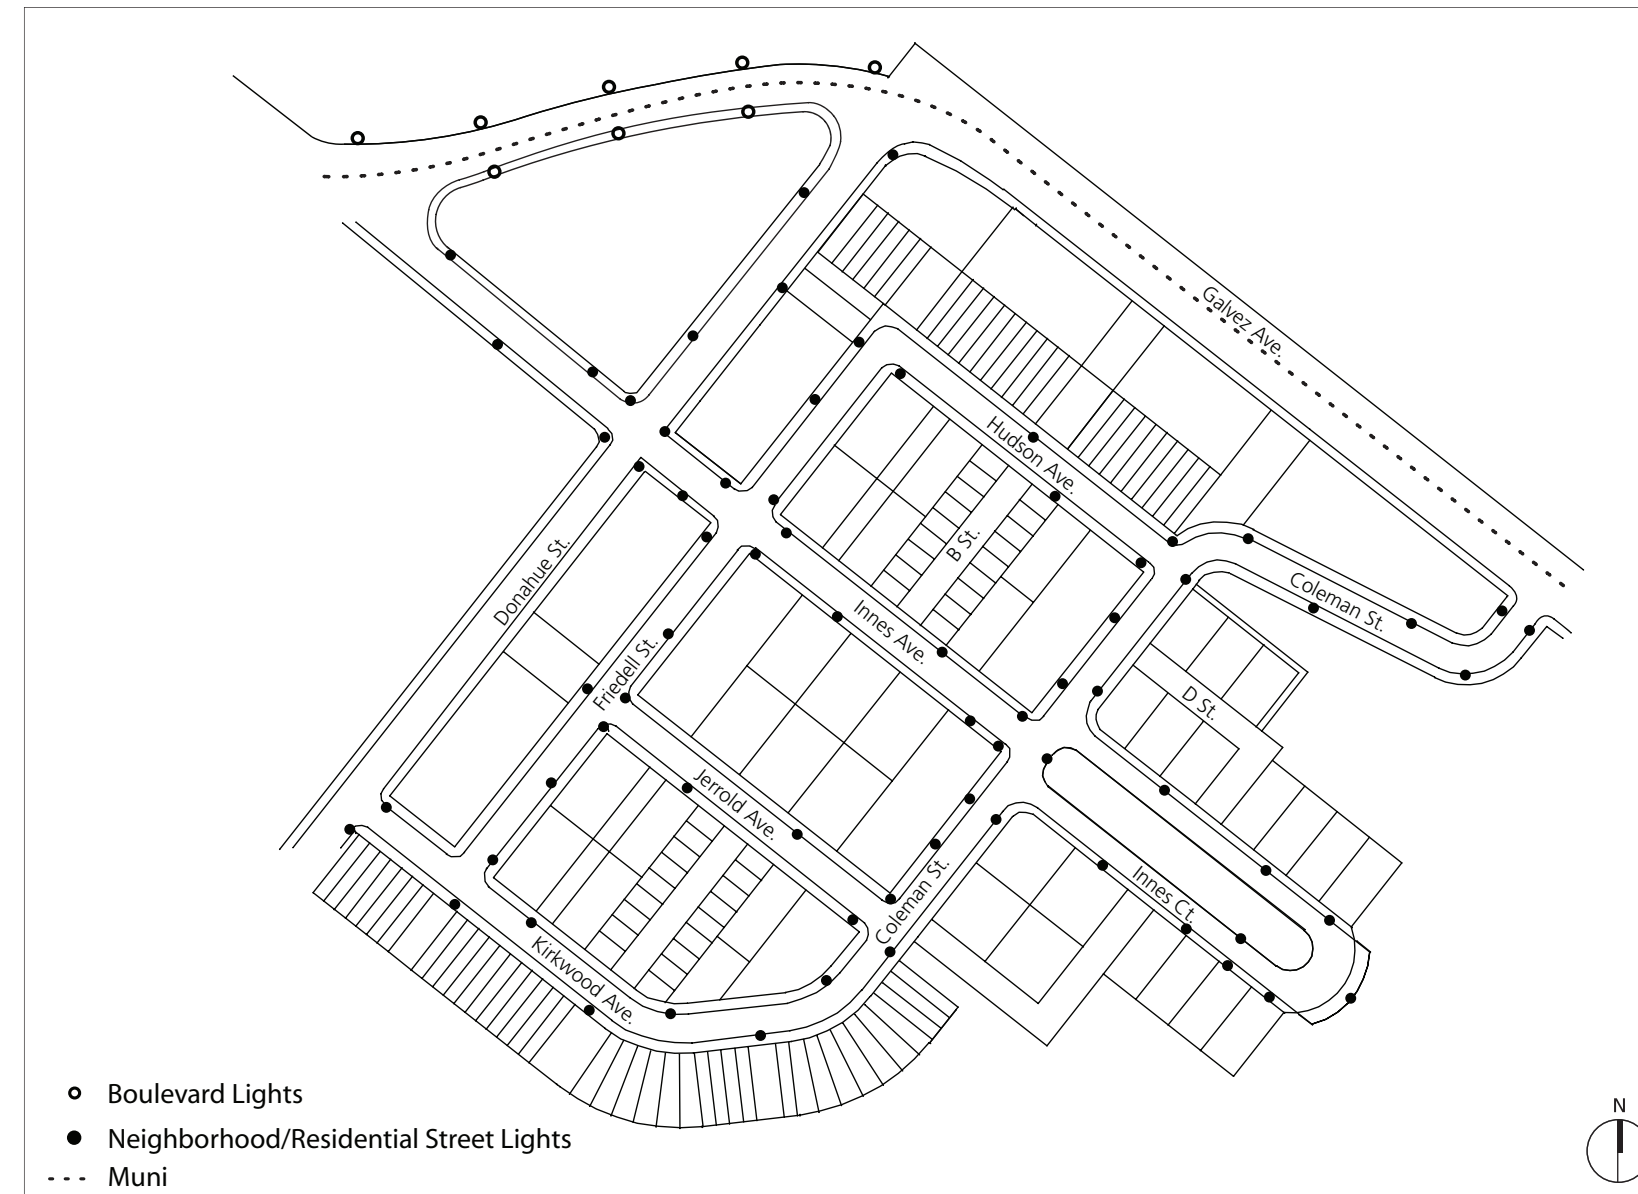 Galvez Ave.
Hudson Ave.
B St.
Coleman St.
Donahue St.
Innes Ave.
Friedell St.
D St.
Jerrold Ave.
Coleman St.
Innes Ct.
Kirkwood Ave.
Boulevard Lights
Neighborhood/Residential Street Lights
Muni
N